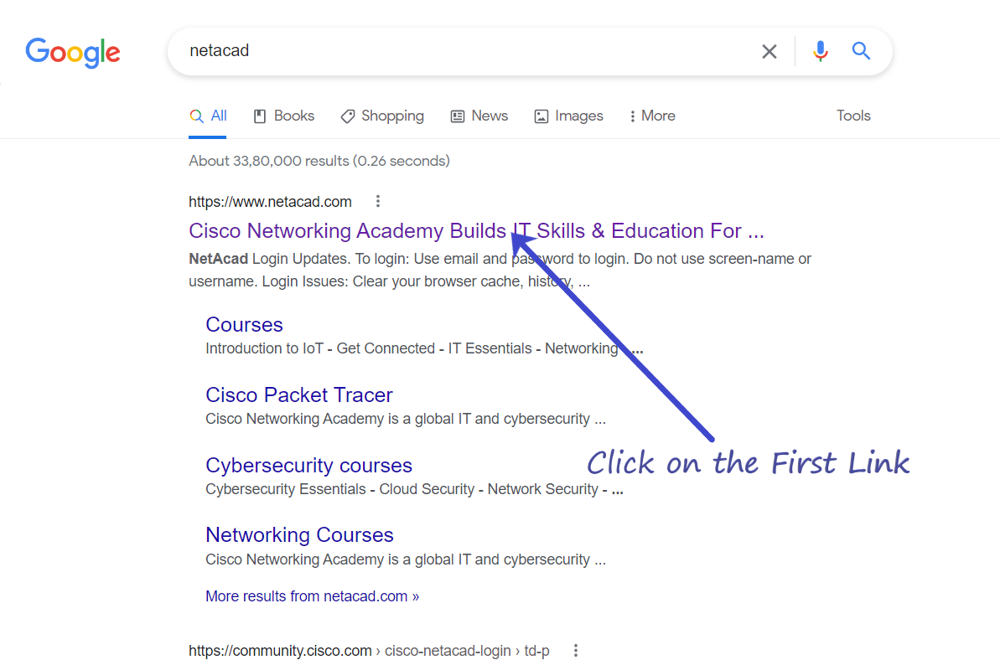 Google
netacad
All Books Shopping News Images More Tools
About 33,80,000 results (0.26 seconds)
https://www.netacad.com
Cisco Networking Academy Builds IT Skills & Education For ...
NetAcad Login Updates. To login: Use email and password to login. Do not use screen-name or
username. Login Issues: Clear your browser cache, history, ...
Courses
Introduction to IoT - Get Connected - IT Essentials - Networking - ...
Cisco Packet Tracer
Cisco Networking Academy is a global IT and cybersecurity ...
Click on the First Link
Cybersecurity courses
Cybersecurity Essentials - Cloud Security - Network Security - ...
Networking Courses
Cisco Networking Academy is a global IT and cybersecurity ...
More results from netacad.com »
https://community.cisco.com › cisco-netacad-login › td-p